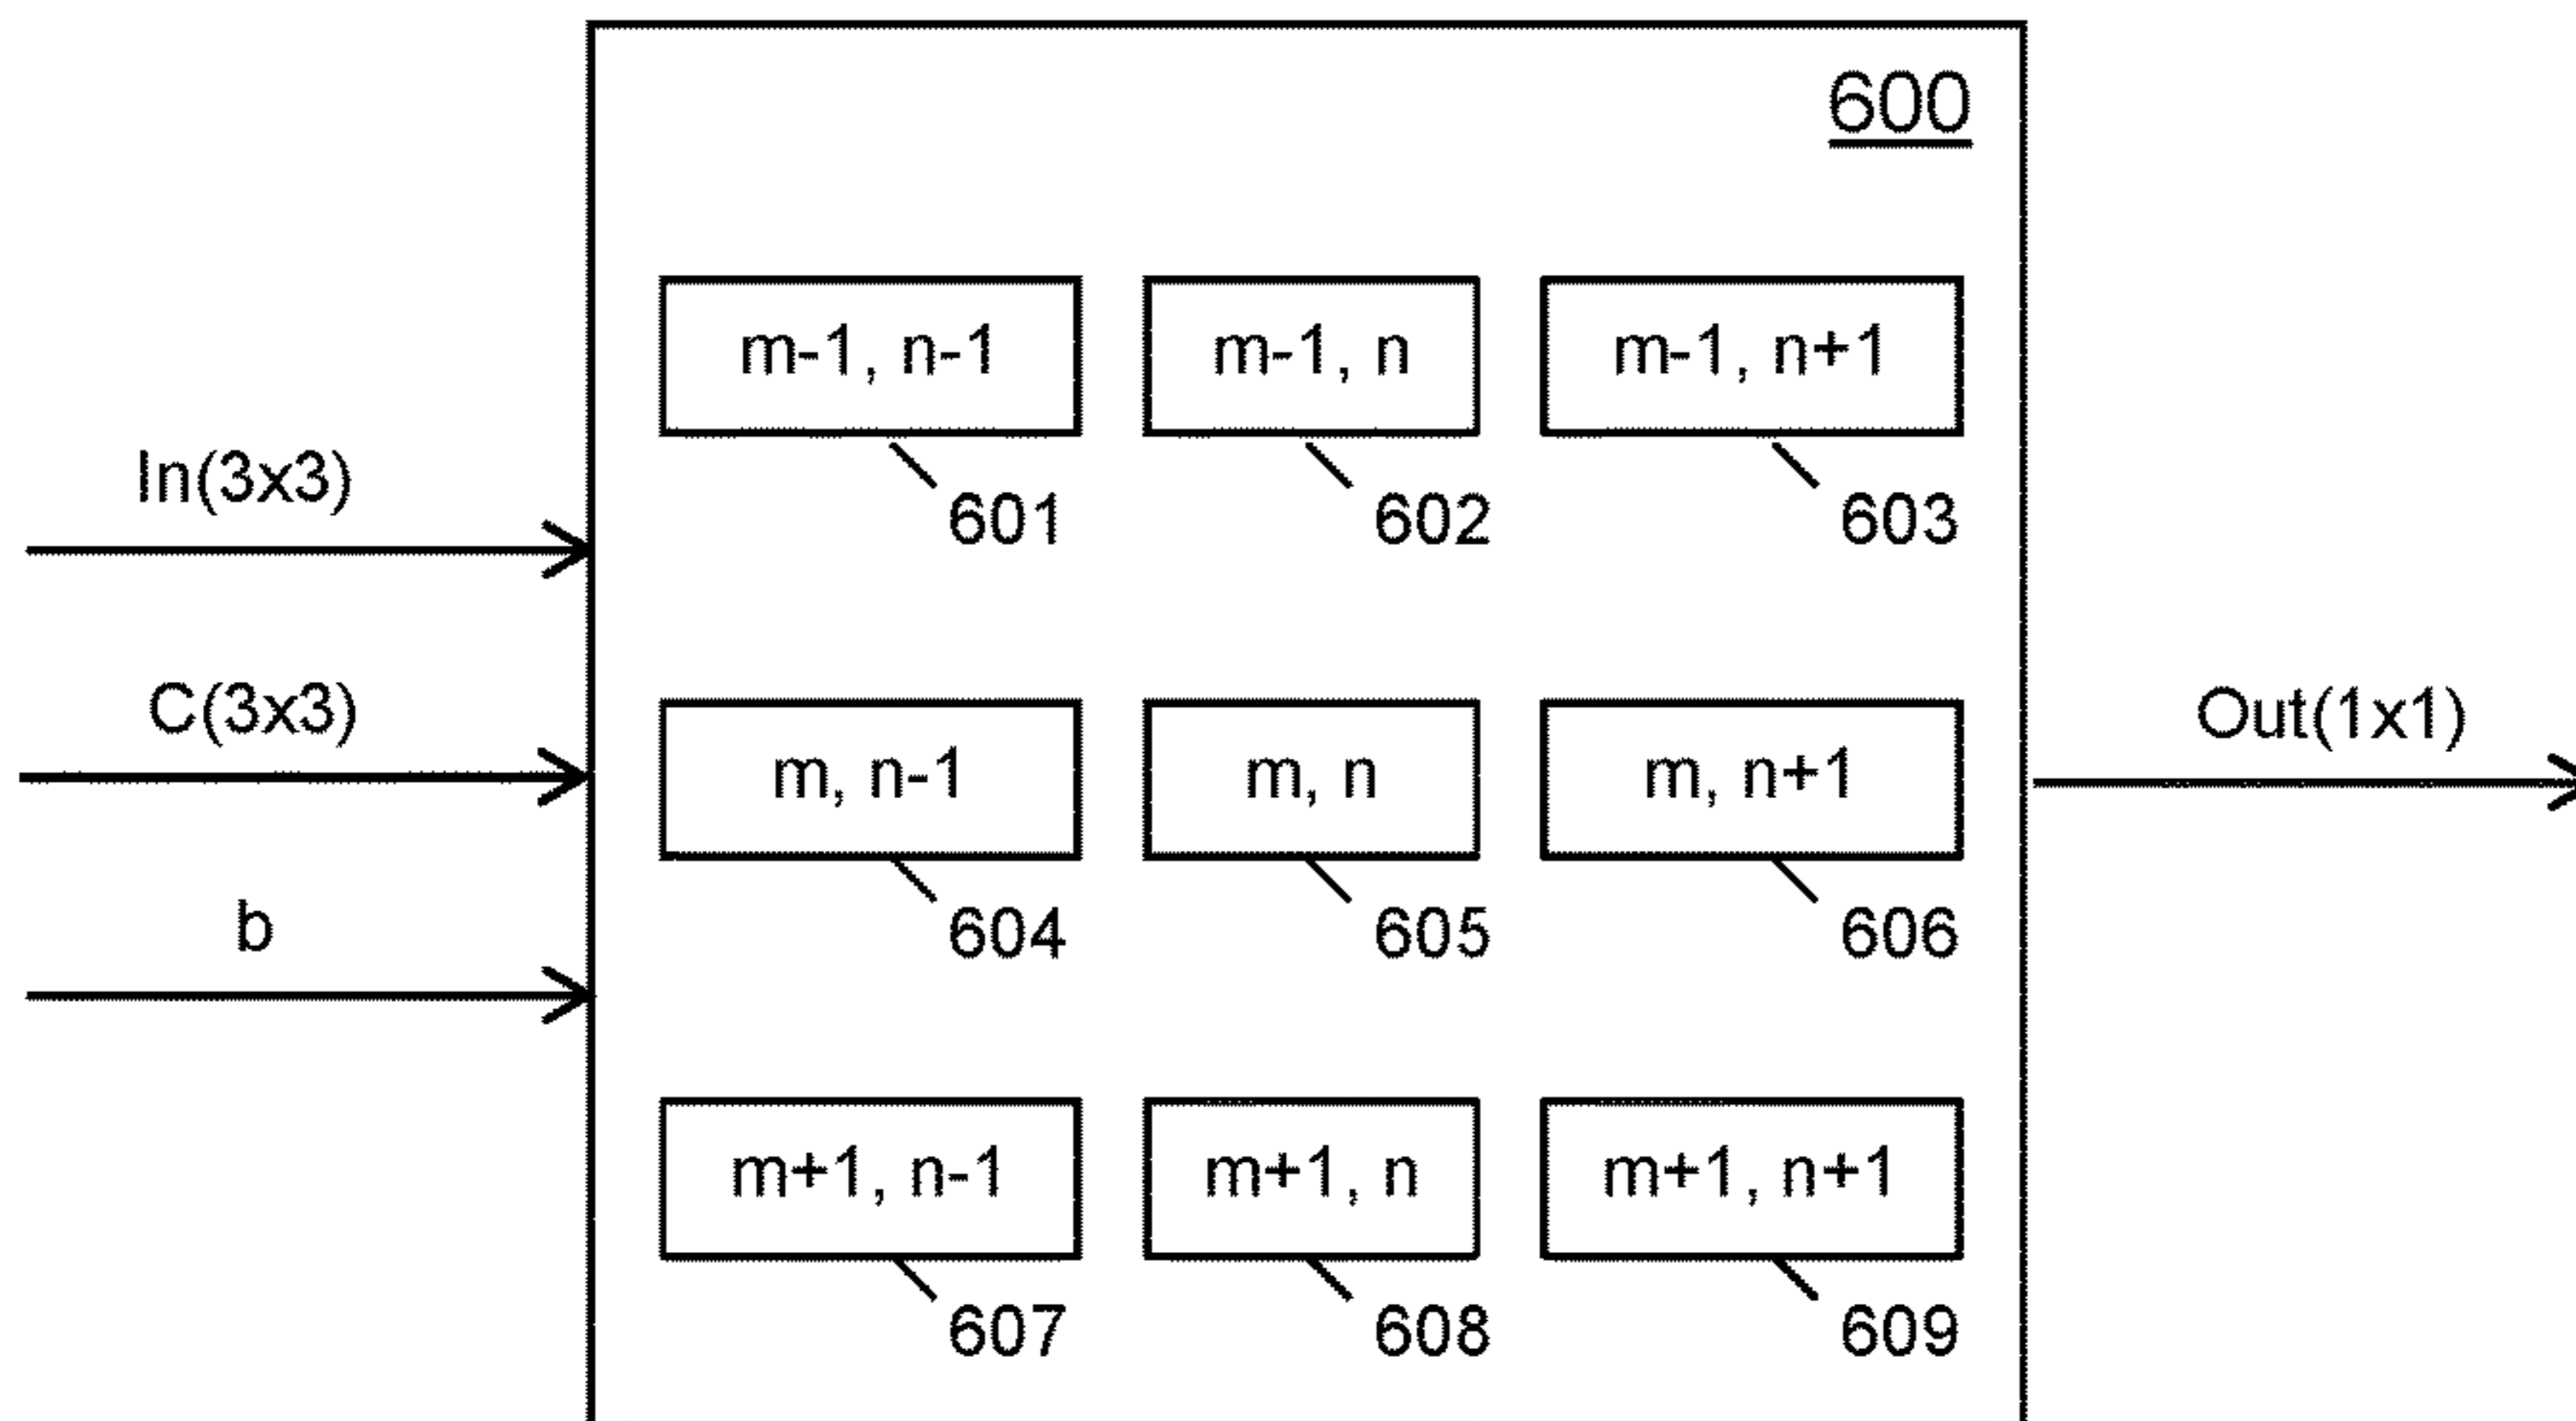 600
m-1, n-1
m-1, n
m-1, n+1
In(3x3)
601
602
603
C(3x3)
m, n-1
m, n
m, n+1
Out(1x1)
b
604
605
606
m+1, n-1
m+1, n
m+1, n+1
607
608
609